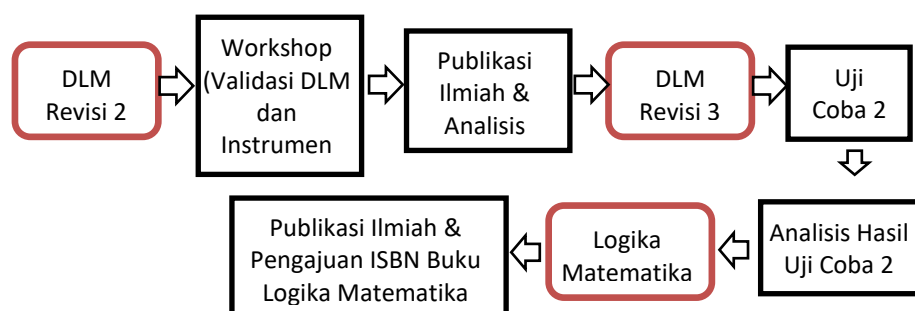 DLM
Revisi 2
Workshop
(Validasi DLM
dan
Instrumen
Publikasi
Ilmiah &
Analisis
DLM
Revisi 3
Uji
Coba 2
Analisis Hasil
Uji Coba 2
Logika
Matematika
Publikasi Ilmiah &
Pengajuan ISBN Buku
Logika Matematika